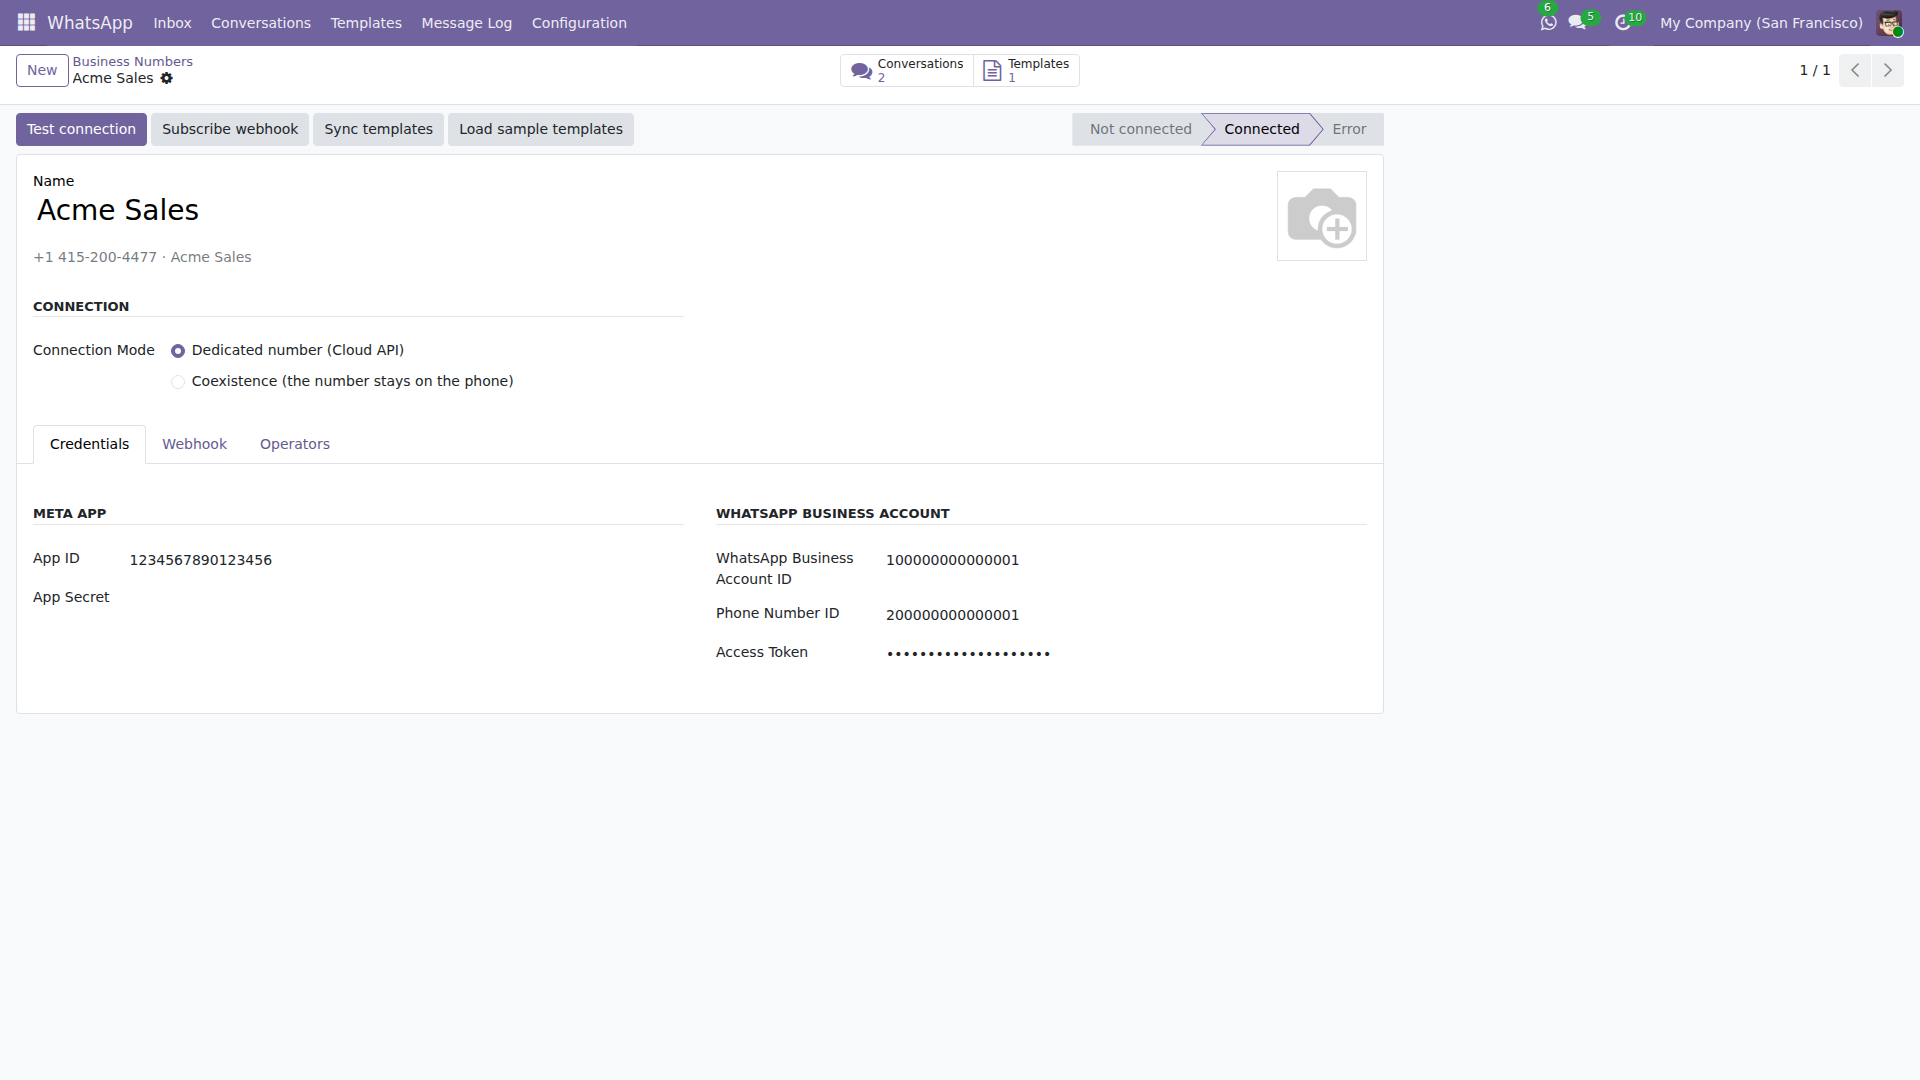 WhatsApp Inbox Conversations Templates Message Log Configuration 6 5 10 My Company (San Francisco)
New Business Numbers
Acme Sales
Conversations 2
Templates 1
1 / 1
Test connection Subscribe webhook Sync templates Load sample templates Not connected Connected Error
Name
Acme Sales
+1 415-200-4477 · Acme Sales
CONNECTION
Connection Mode Dedicated number (Cloud API)
Coexistence (the number stays on the phone)
Credentials Webhook Operators
META APP
App ID 1234567890123456
App Secret
WHATSAPP BUSINESS ACCOUNT
WhatsApp Business Account ID 100000000000001
Phone Number ID 200000000000001
Access Token ••••••••••••••••••••